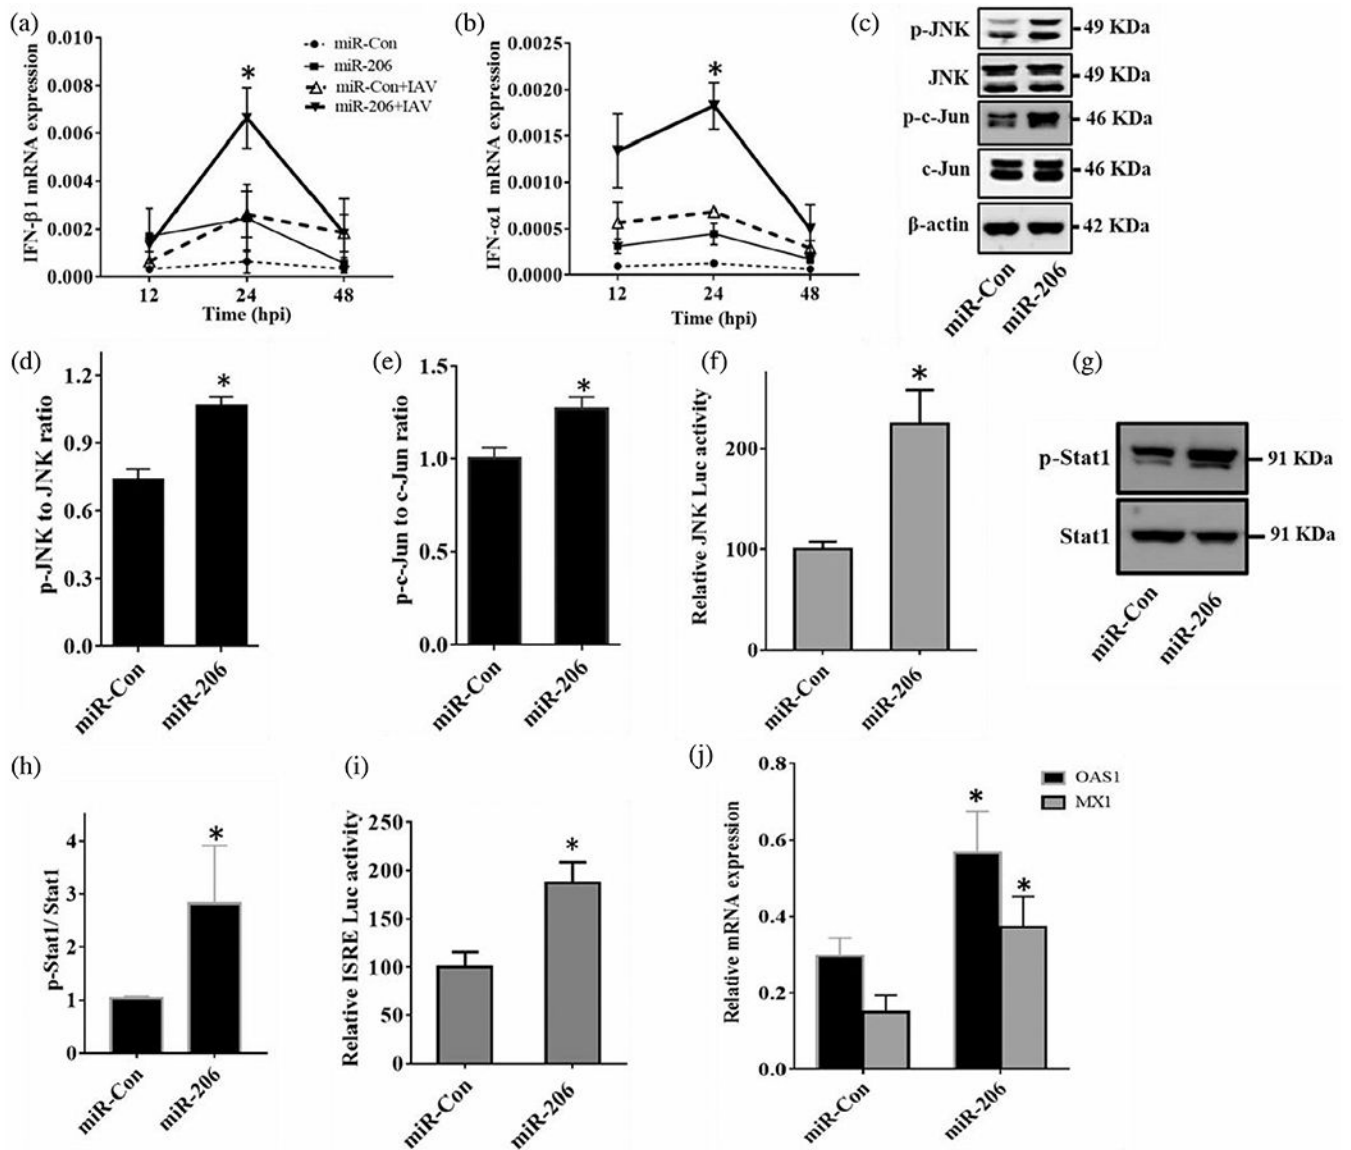 (a)
IFN-β1 mRNA expression
0.010
0.008
0.006
0.004
0.002
0.000
*
miR-Con
miR-206
miR-Con+IAV
miR-206+IAV
12 24 48
Time (hpi)
(b)
IFN-α1 mRNA expression
0.0025
0.0020
0.0015
0.0010
0.0005
0.0000
*
12 24 48
Time (hpi)
(c)
p-JNK 49 KDa
JNK 49 KDa
p-c-Jun 46 KDa
c-Jun 46 KDa
β-actin 42 KDa
miR-Con miR-206
(d)
p-JNK to JNK ratio
1.2
0.9
0.6
0.3
0.0
*
miR-Con miR-206
(e)
p-c-Jun to c-Jun ratio
1.5
1.0
0.5
0.0
*
miR-Con miR-206
(f)
Relative JNK Luc activity
200
100
0
*
miR-Con miR-206
(g)
p-Stat1 91 KDa
Stat1 91 KDa
miR-Con miR-206
(h)
p-Stat1/ Stat1
4
3
2
1
0
*
miR-Con miR-206
(i)
Relative ISRE Luc activity
250
200
150
100
50
0
*
miR-Con miR-206
(j)
Relative mRNA expression
0.8
0.6
0.4
0.2
0.0
*
*
OAS1
MX1
miR-Con miR-206